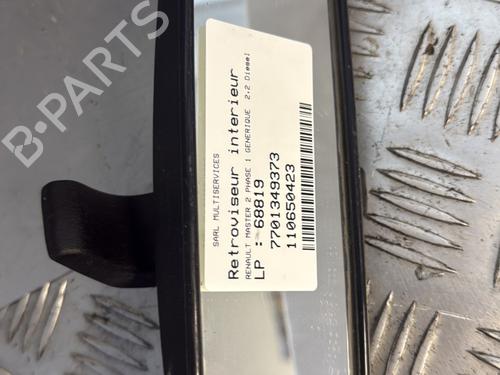 SARL MULTISERVICES
Retroviseur interieur
RENAULT MASTER 2 PHASE 1 GENERIQUE 2.2 Diesel
LP : 68819
7701349373
110650423
B-PARTS